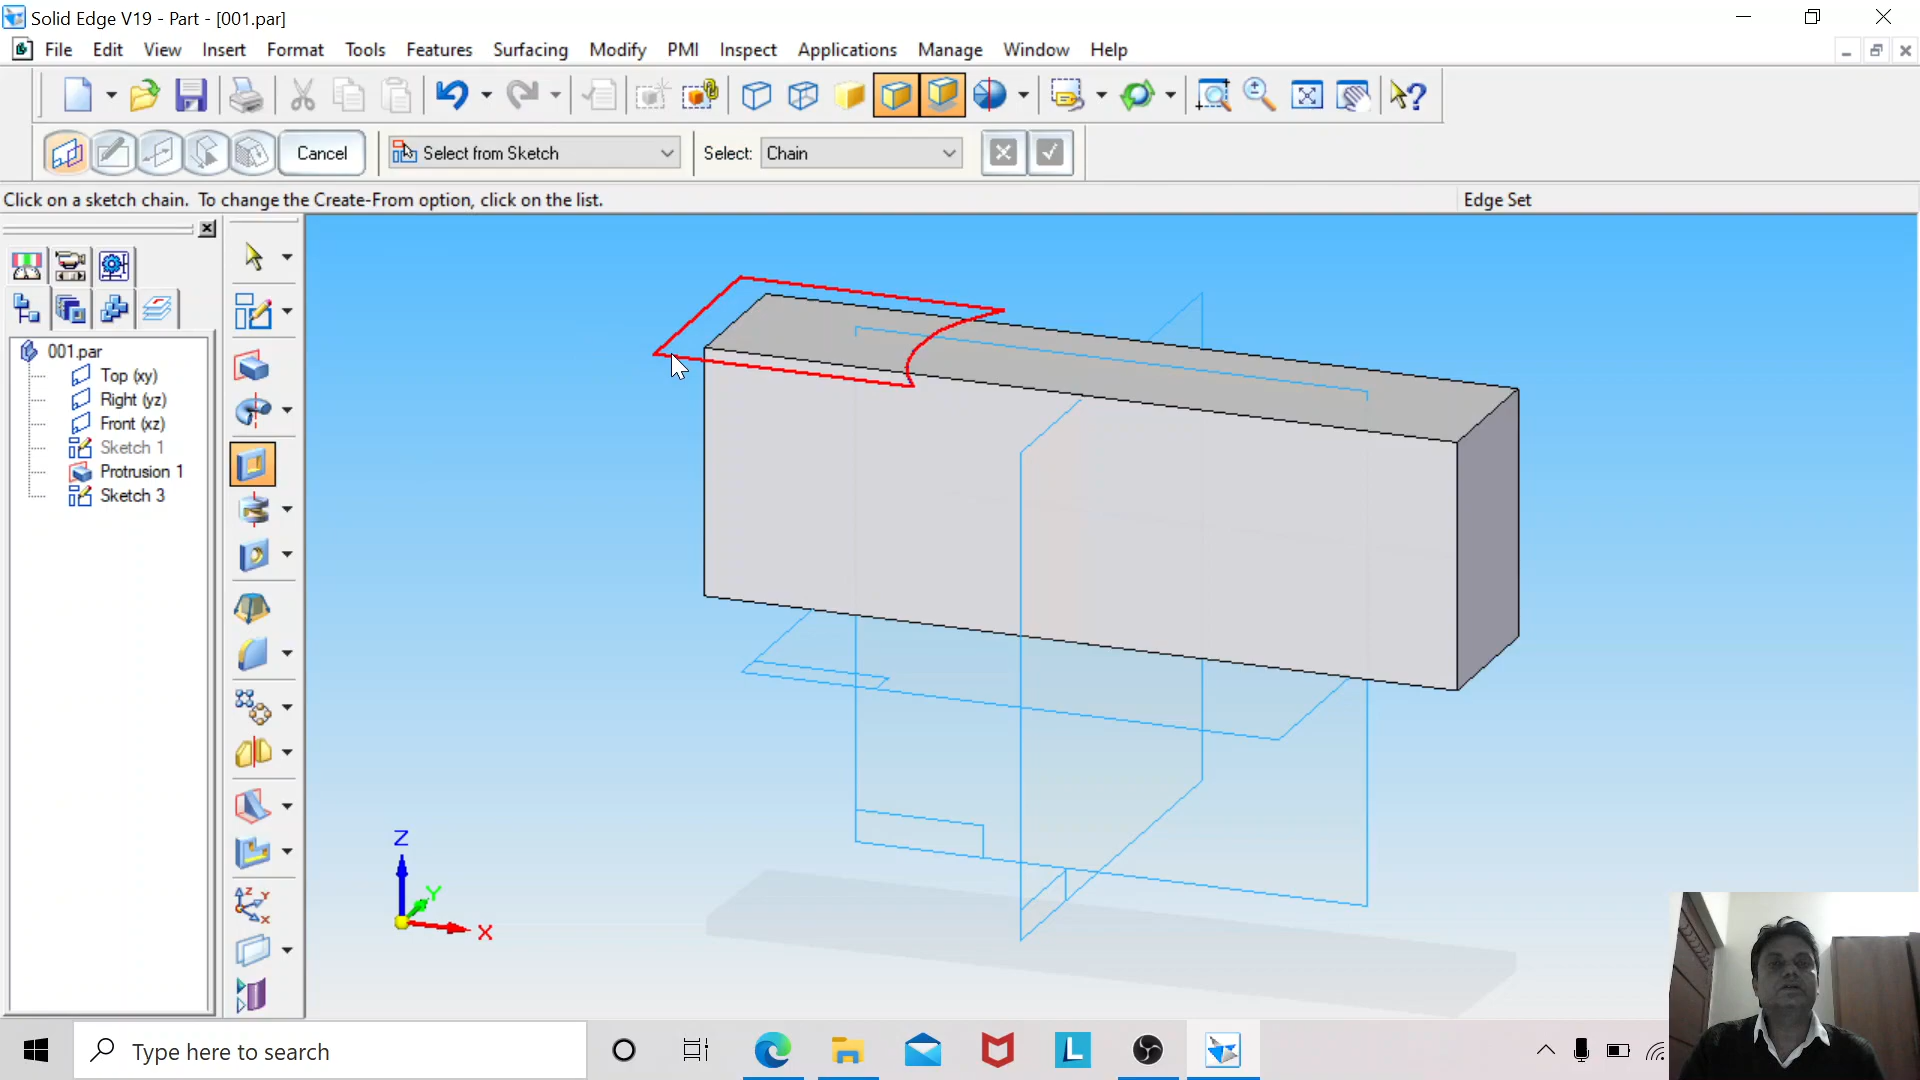 Solid Edge V19 - Part - [001.par]
File Edit View Insert Format Tools Features Surfacing Modify PMI Inspect Applications Manage Window Help
Cancel Select from Sketch Select: Chain
Click on a sketch chain. To change the Create-From option, click on the list. Edge Set
001.par
Top (xy)
Right (yz)
Front (xz)
Sketch 1
Protrusion 1
Sketch 3
Z
Y
X
Type here to search